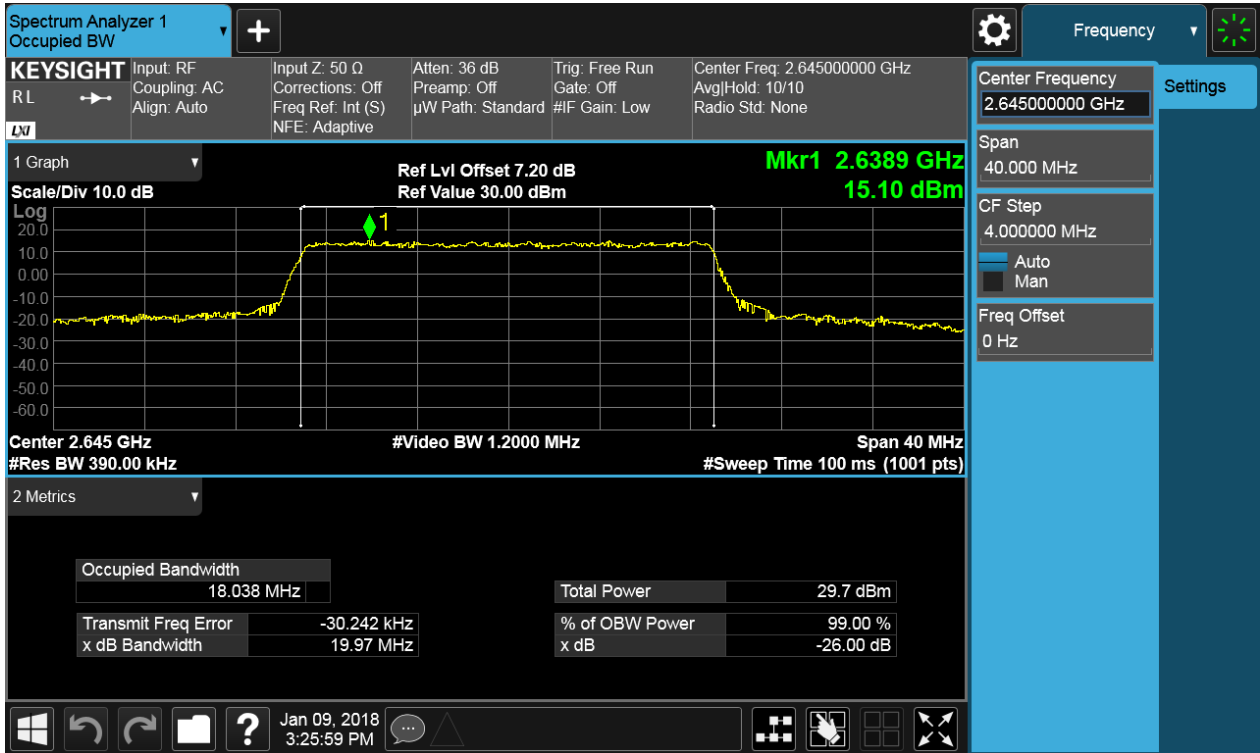 Spectrum Analyzer 1
Occupied BW
+
Frequency
KEYSIGHT
RL
LXI
Input: RF
Coupling: AC
Align: Auto
Input Z: 50 Ω
Corrections: Off
Freq Ref: Int (S)
NFE: Adaptive
Atten: 36 dB
Preamp: Off
µW Path: Standard
Trig: Free Run
Gate: Off
#IF Gain: Low
Center Freq: 2.645000000 GHz
Avg|Hold: 10/10
Radio Std: None
Center Frequency
2.645000000 GHz
Settings
Span
40.000 MHz
CF Step
4.000000 MHz
Auto
Man
Freq Offset
0 Hz
1 Graph
Scale/Div 10.0 dB
Ref Lvl Offset 7.20 dB
Ref Value 30.00 dBm
Mkr1 2.6389 GHz
15.10 dBm
Log
1
20.0
10.0
0.00
-10.0
-20.0
-30.0
-40.0
-50.0
-60.0
Center 2.645 GHz
#Video BW 1.2000 MHz
Span 40 MHz
#Res BW 390.00 kHz
#Sweep Time 100 ms (1001 pts)
2 Metrics
Occupied Bandwidth
18.038 MHz
Total Power 29.7 dBm
Transmit Freq Error -30.242 kHz
% of OBW Power 99.00 %
x dB Bandwidth 19.97 MHz
x dB -26.00 dB
?
Jan 09, 2018
3:25:59 PM